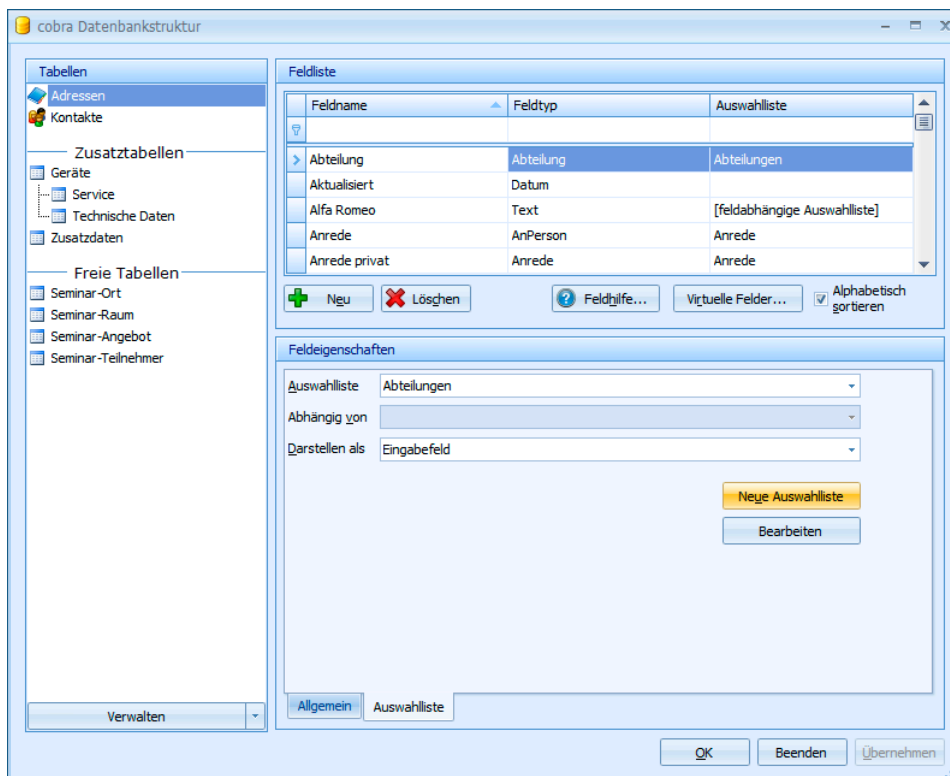 cobra Datenbankstruktur
Tabellen
Adressen
Kontakte
Zusatztabellen
Geräte
Service
Technische Daten
Zusatzdaten
Freie Tabellen
Seminar-Ort
Seminar-Raum
Seminar-Angebot
Seminar-Teilnehmer
Verwalten
Feldliste
Feldname Feldtyp Auswahlliste
Abteilung Abteilung Abteilungen
Aktualisiert Datum
Alfa Romeo Text [feldabhängige Auswahlliste]
Anrede AnPerson Anrede
Anrede privat Anrede Anrede
Neu Löschen Feldhilfe... Virtuelle Felder... Alphabetisch
sortieren
Feldeigenschaften
Auswahlliste Abteilungen
Abhängig von
Darstellen als Eingabefeld
Neue Auswahlliste
Bearbeiten
Allgemein Auswahlliste
OK Beenden Übernehmen